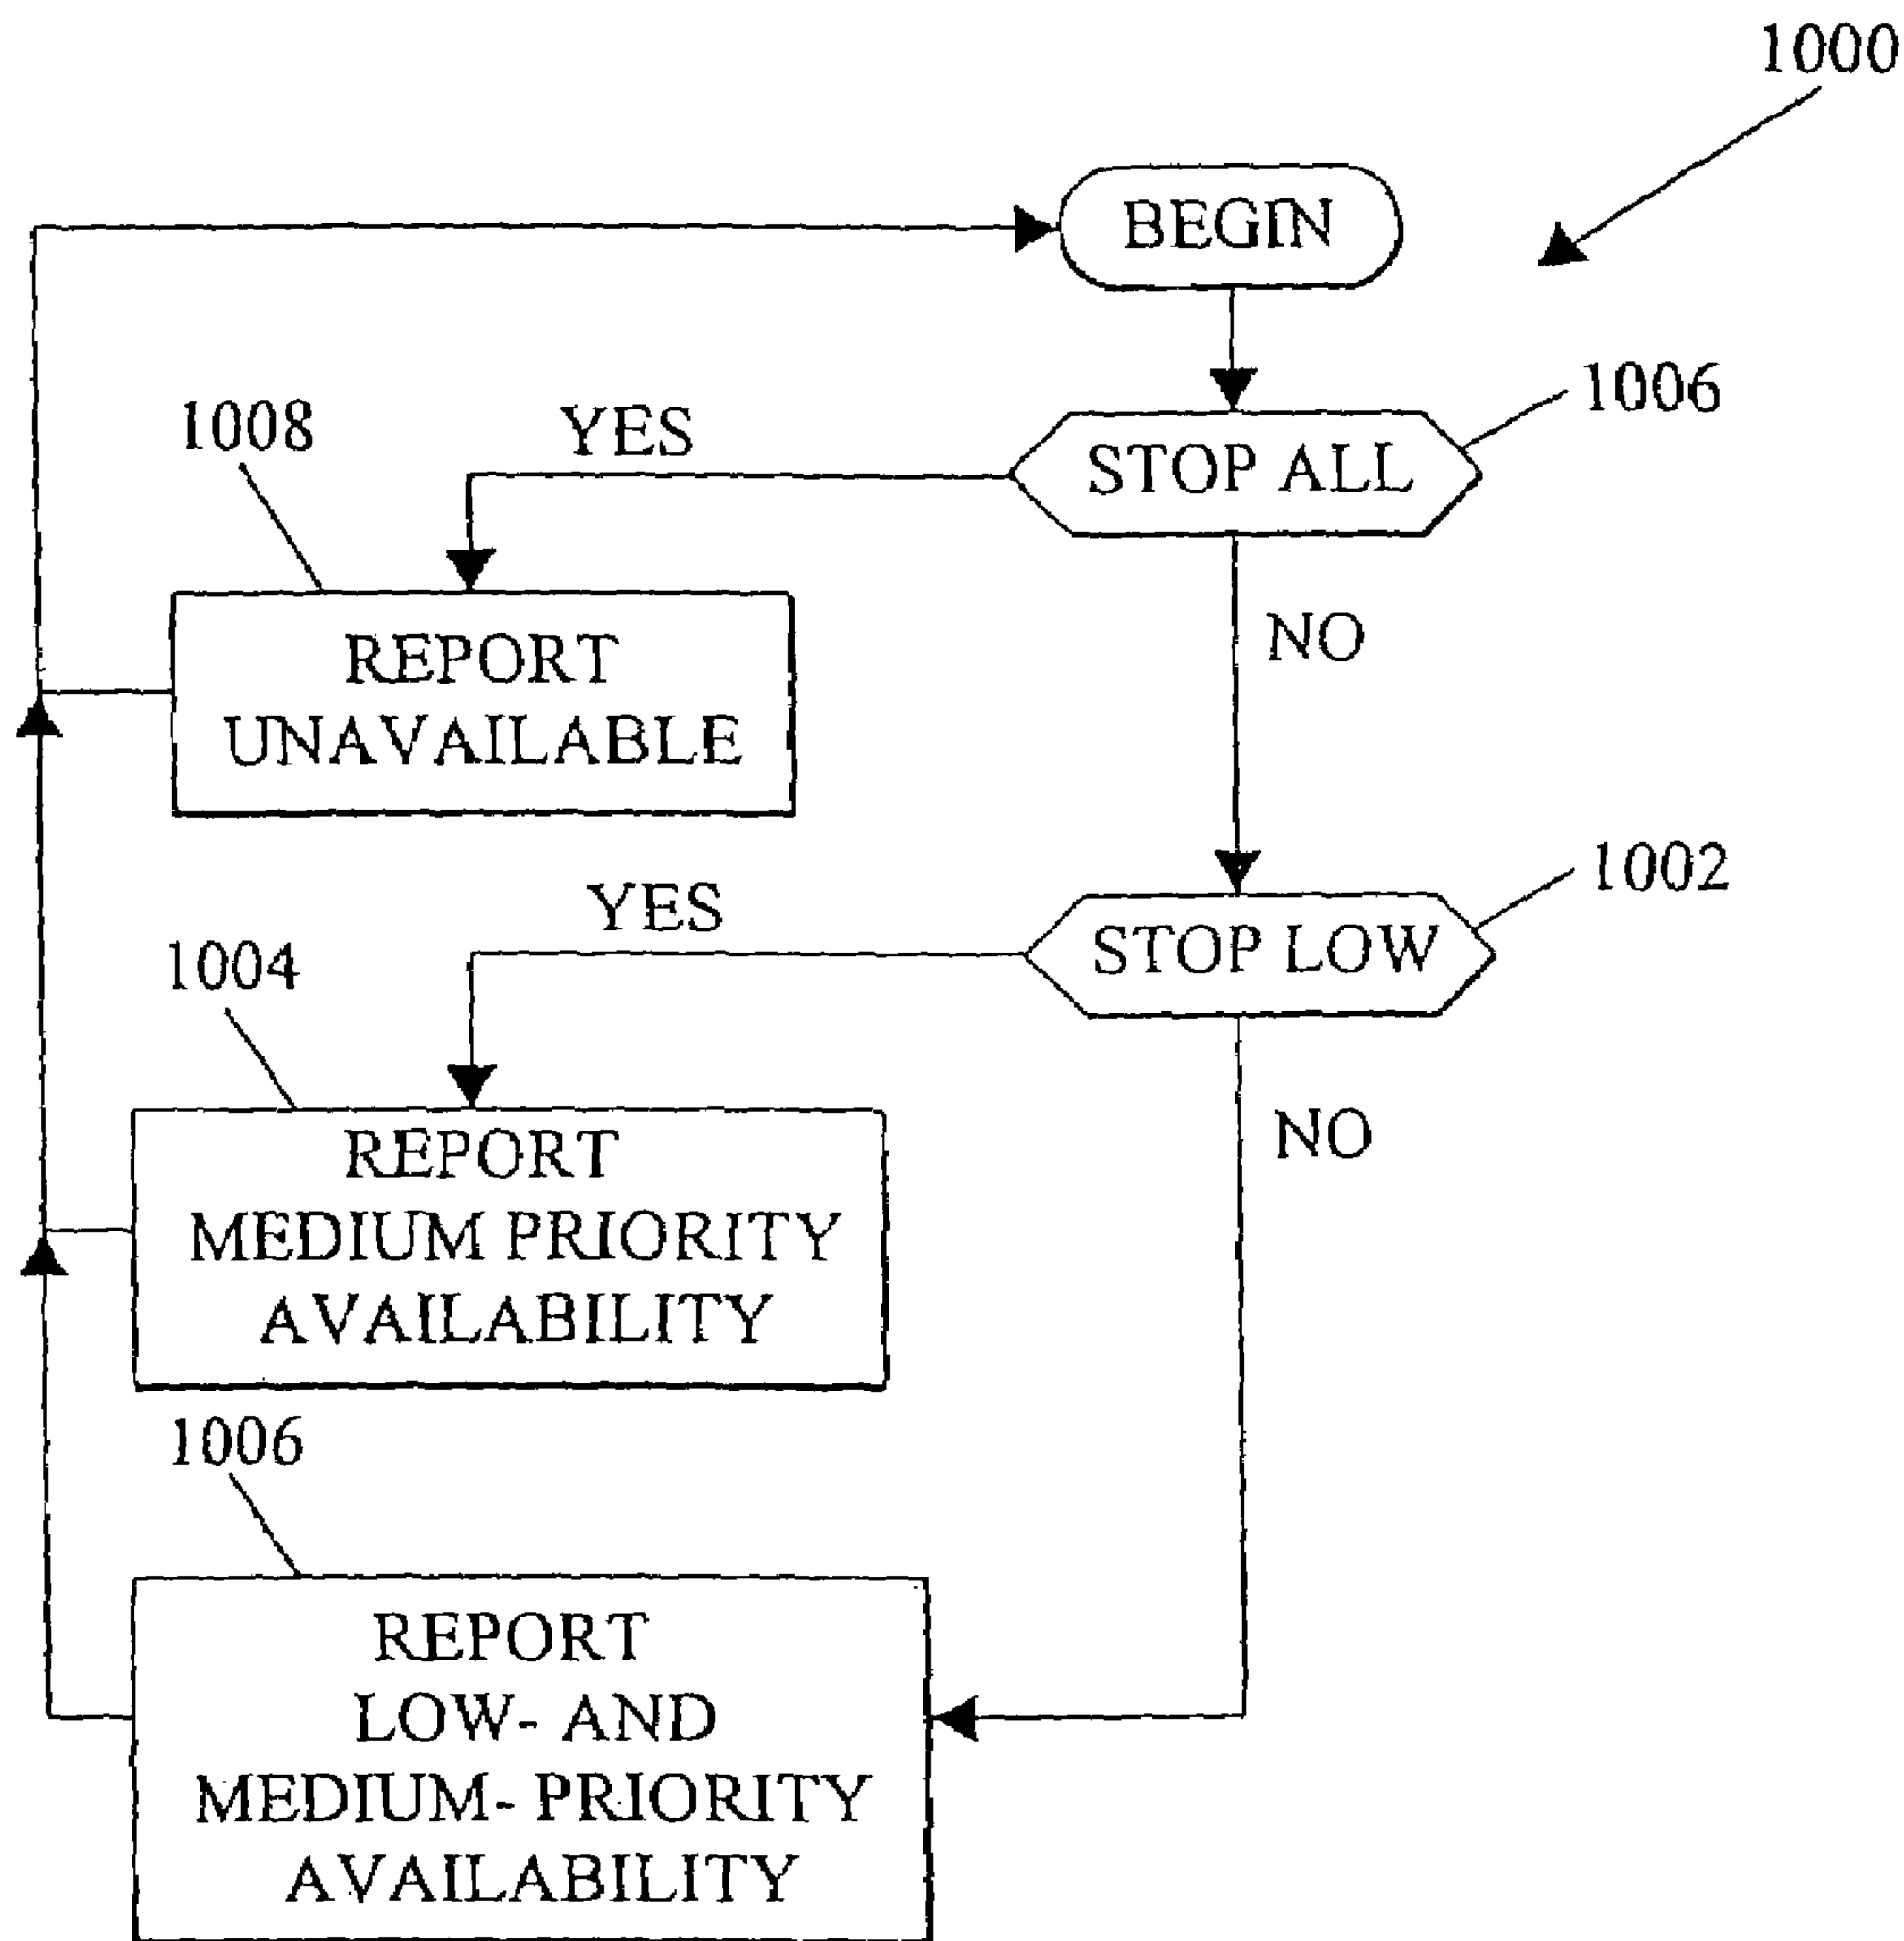 1000
BEGIN
1006
1008
YES
STOP ALL
REPORT
UNAVAILABLE
NO
1002
YES
STOP LOW
1004
NO
REPORT
MEDIUM PRIORITY
AVAILABILITY
1006
REPORT
LOW- AND
MEDIUM- PRIORITY
AVAILABILITY